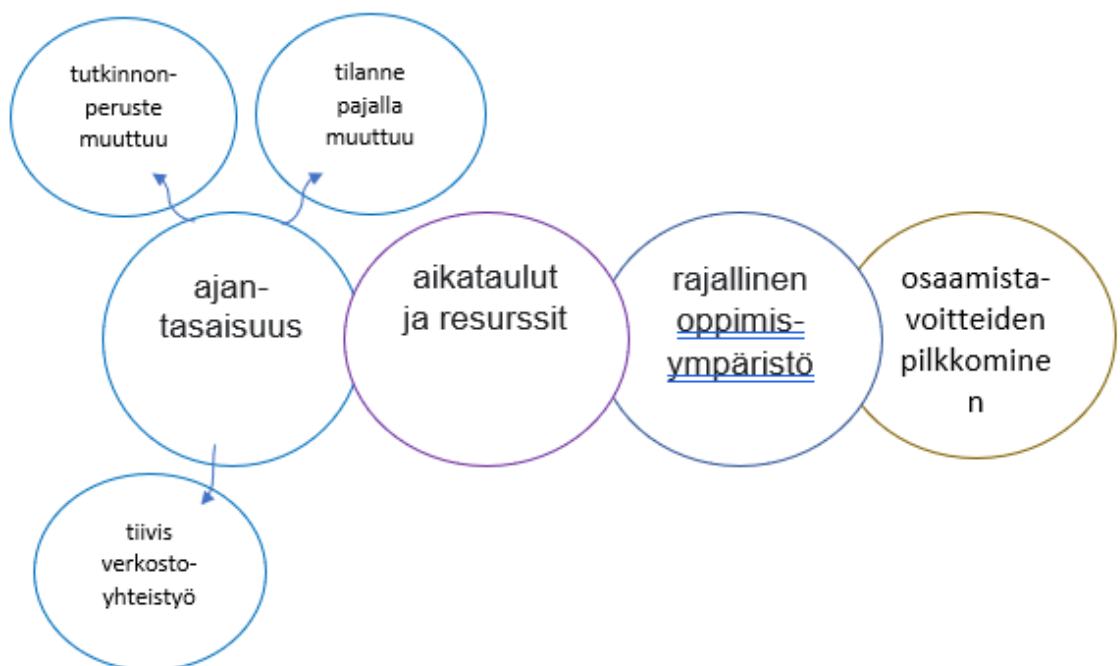 tutkinnon-
peruste
muuttuu
tilanne
pajalla
muuttuu
ajan-
tasaisuus
aikataulut
ja resurssit
rajallinen
oppimis-
ympäristö
osaamista-
voitteiden
pilkkomine
n
tiivis
verkosto-
yhteistyö